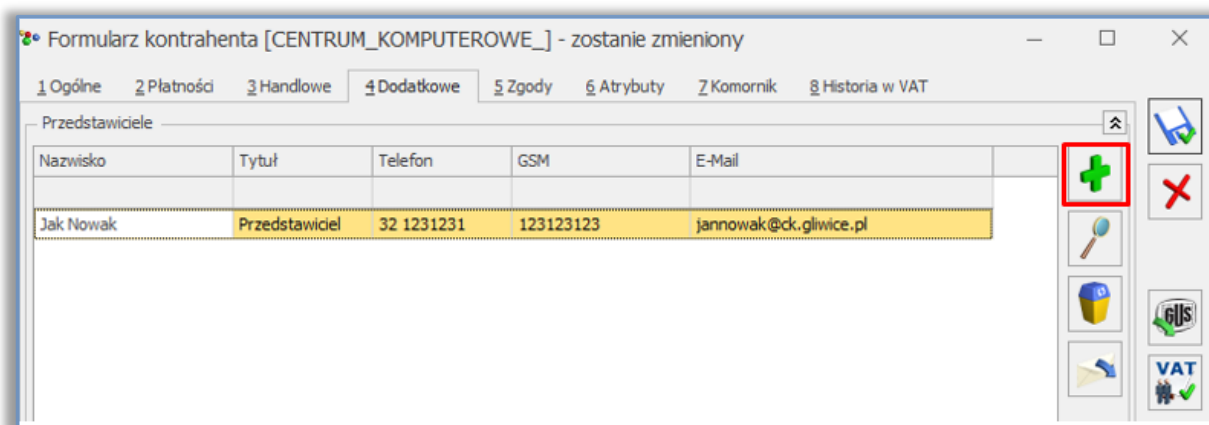 Formularz kontrahenta [CENTRUM_KOMPUTEROWE_] - zostanie zmieniony
1 Ogólne 2 Płatności 3 Handlowe 4 Dodatkowe 5 Zgody 6 Atrybuty 7 Komornik 8 Historia w VAT
Przedstawiciele
Nazwisko Tytuł Telefon GSM E-Mail
Jak Nowak Przedstawiciel 32 1231231 123123123 jannowak@ck.gliwice.pl
GUS
VAT